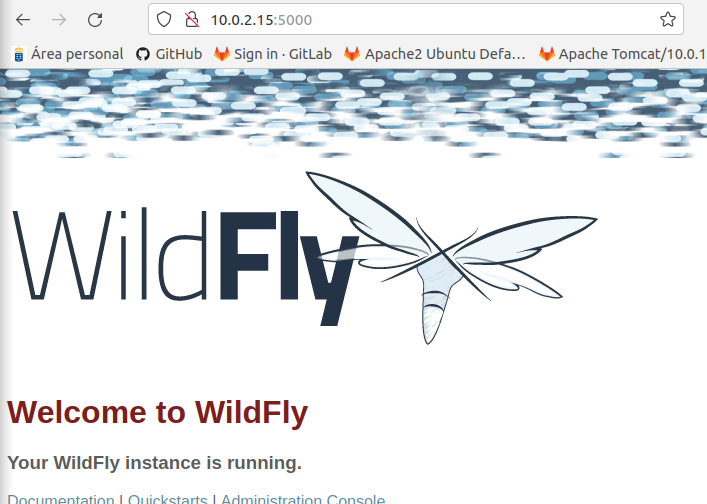 10.0.2.15:5000
Área personal GitHub Sign in · GitLab Apache2 Ubuntu Defa… Apache Tomcat/10.0.1
WildFly
Welcome to WildFly
Your WildFly instance is running.
Documentation | Quickstarts | Administration Console